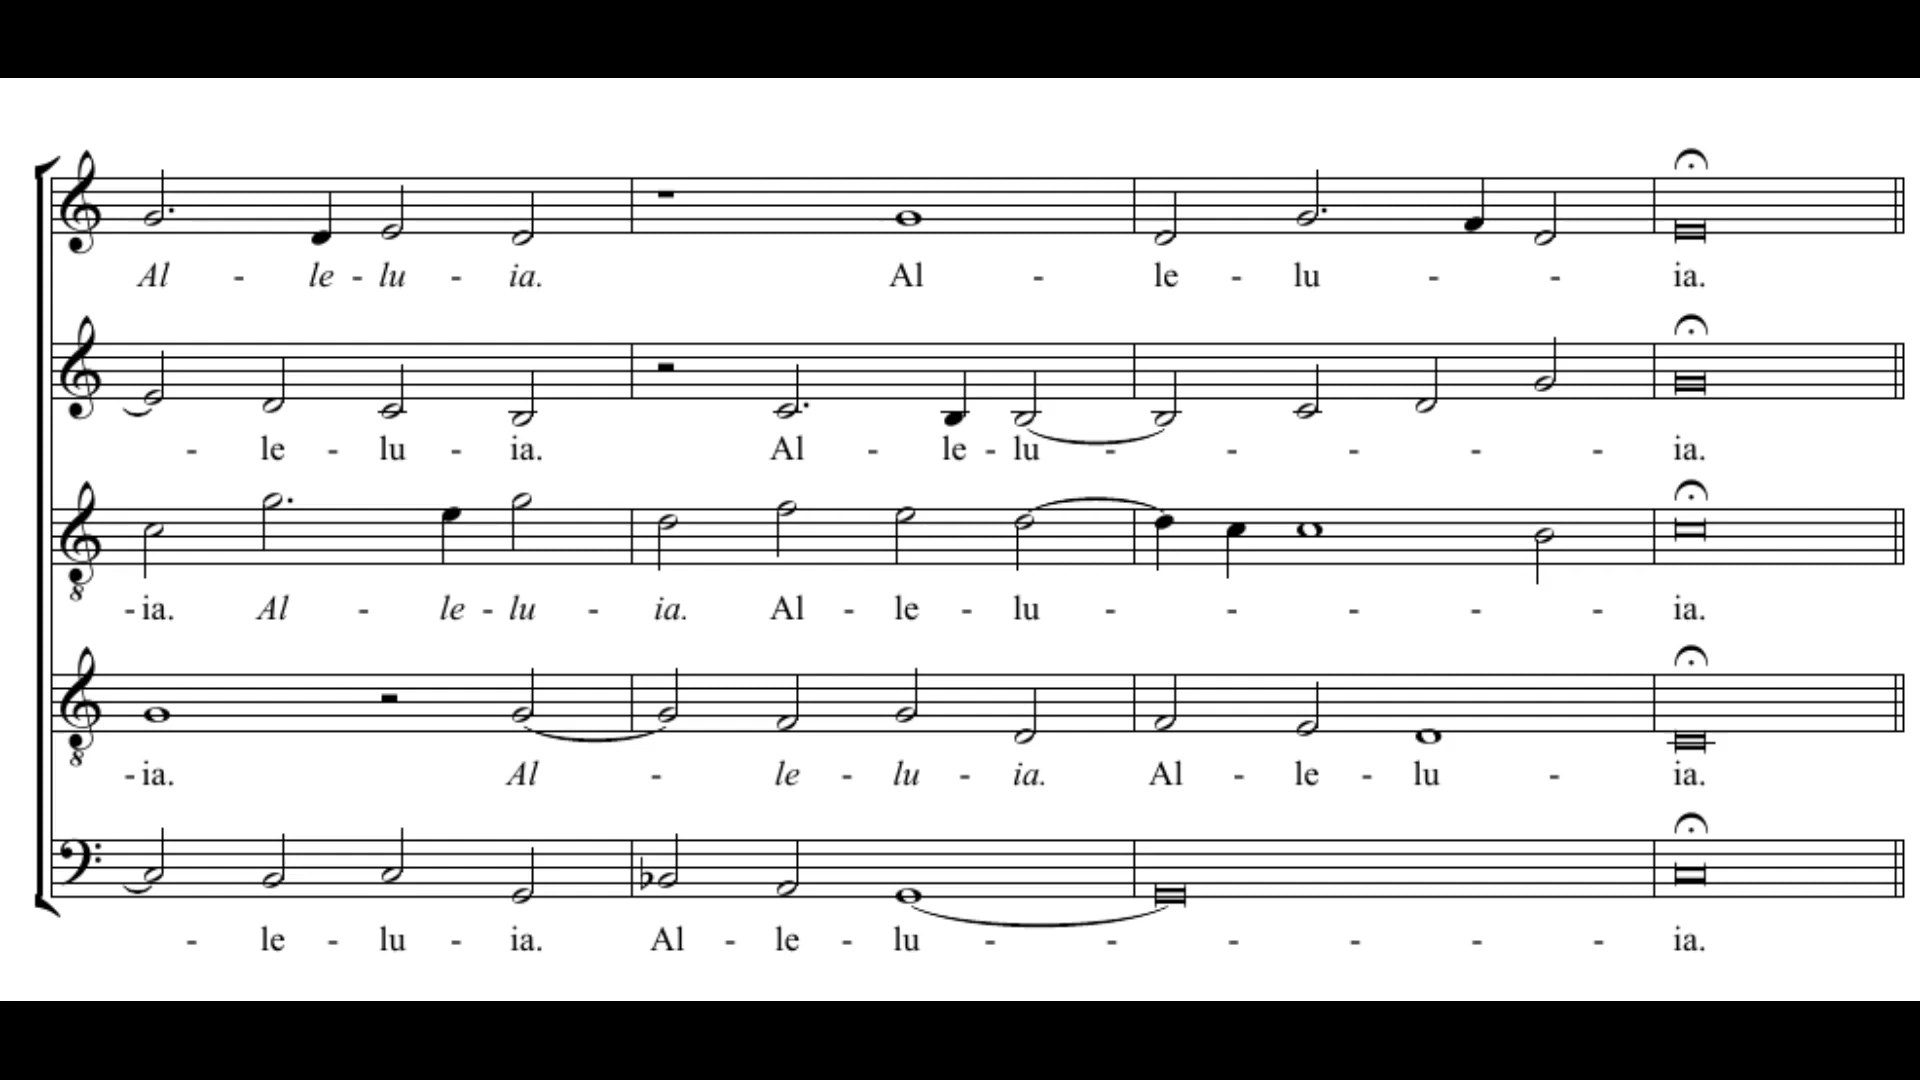 Al - le - lu - ia. Al - le - lu - - ia.
- le - lu - ia. Al - le - lu - - - - - ia.
- ia. Al - le - lu - ia. Al - le - lu - - - - - ia.
- ia. Al - le - lu - ia. Al - le - lu - ia.
- le - lu - ia. Al - le - lu - - - - - - ia.